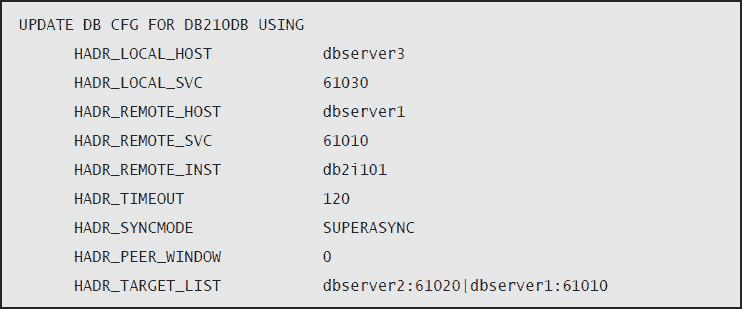 UPDATE DB CFG FOR DB210DB USING
HADR_LOCAL_HOST dbserver3
HADR_LOCAL_SVC 61030
HADR_REMOTE_HOST dbserver1
HADR_REMOTE_SVC 61010
HADR_REMOTE_INST db2i101
HADR_TIMEOUT 120
HADR_SYNCMODE SUPERASYNC
HADR_PEER_WINDOW 0
HADR_TARGET_LIST dbserver2:61020|dbserver1:61010